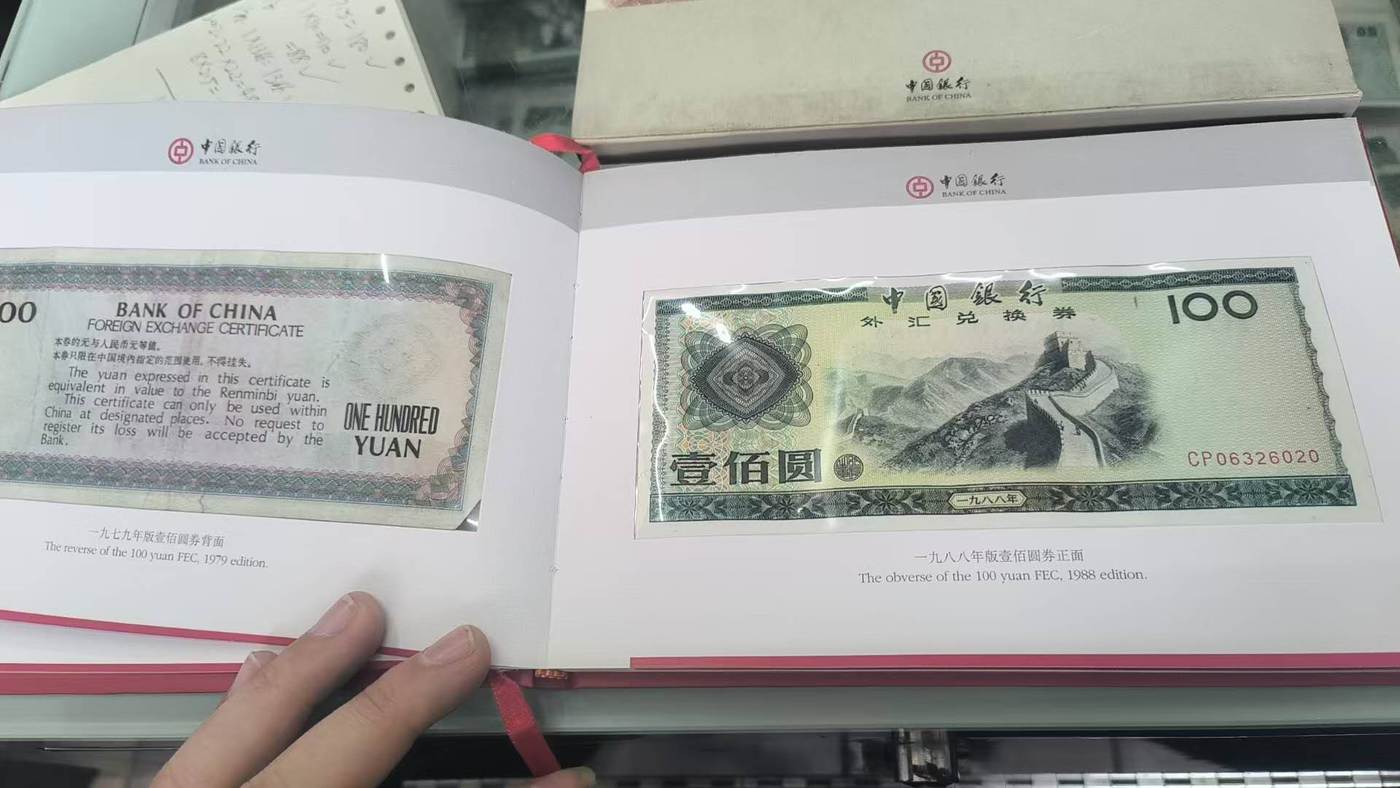 中国銀行
BANK OF CHINA
中国銀行
BANK OF CHINA
00
BANK OF CHINA
FOREIGN EXCHANGE CERTIFICATE
本券的元与人民币元等值。
本券只限在中国境内指定的范围使用,不得挂失。
The yuan expressed in this certificate is
equivalent in value to the Renminbi yuan.
This certificate can only be used within
China at designated places. No request to
register its loss will be accepted by the
Bank.
ONE HUNDRED
YUAN
一九七九年版壹佰圆券背面
The reverse of the 100 yuan FEC, 1979 edition.
中国銀行
BANK OF CHINA
中国銀行
外汇兑换券
100
壹佰圆
CP06326020
一九八八年
一九八八年版壹佰圆券正面
The obverse of the 100 yuan FEC, 1988 edition.